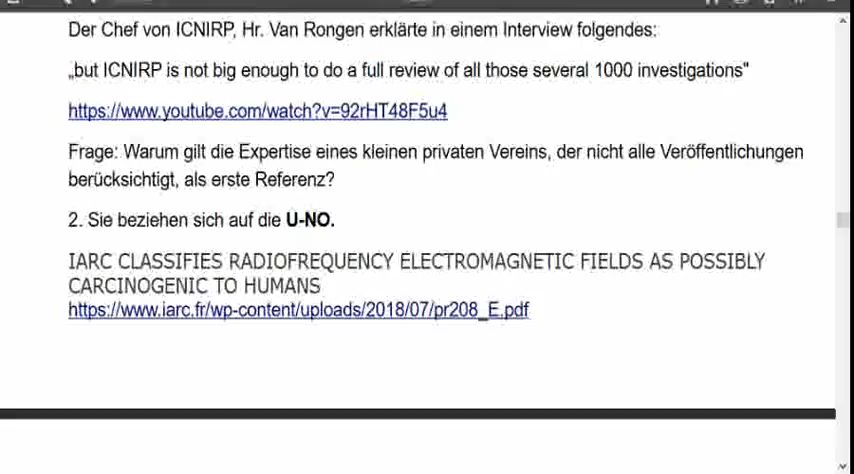 Der Chef von ICNIRP, Hr. Van Rongen erklärte in einem Interview folgendes:
„but ICNIRP is not big enough to do a full review of all those several 1000 investigations"
https://www.youtube.com/watch?v=92rHT48F5u4
Frage: Warum gilt die Expertise eines kleinen privaten Vereins, der nicht alle Veröffentlichungen
berücksichtigt, als erste Referenz?
2. Sie beziehen sich auf die U-NO.
IARC CLASSIFIES RADIOFREQUENCY ELECTROMAGNETIC FIELDS AS POSSIBLY
CARCINOGENIC TO HUMANS
https://www.iarc.fr/wp-content/uploads/2018/07/pr208_E.pdf